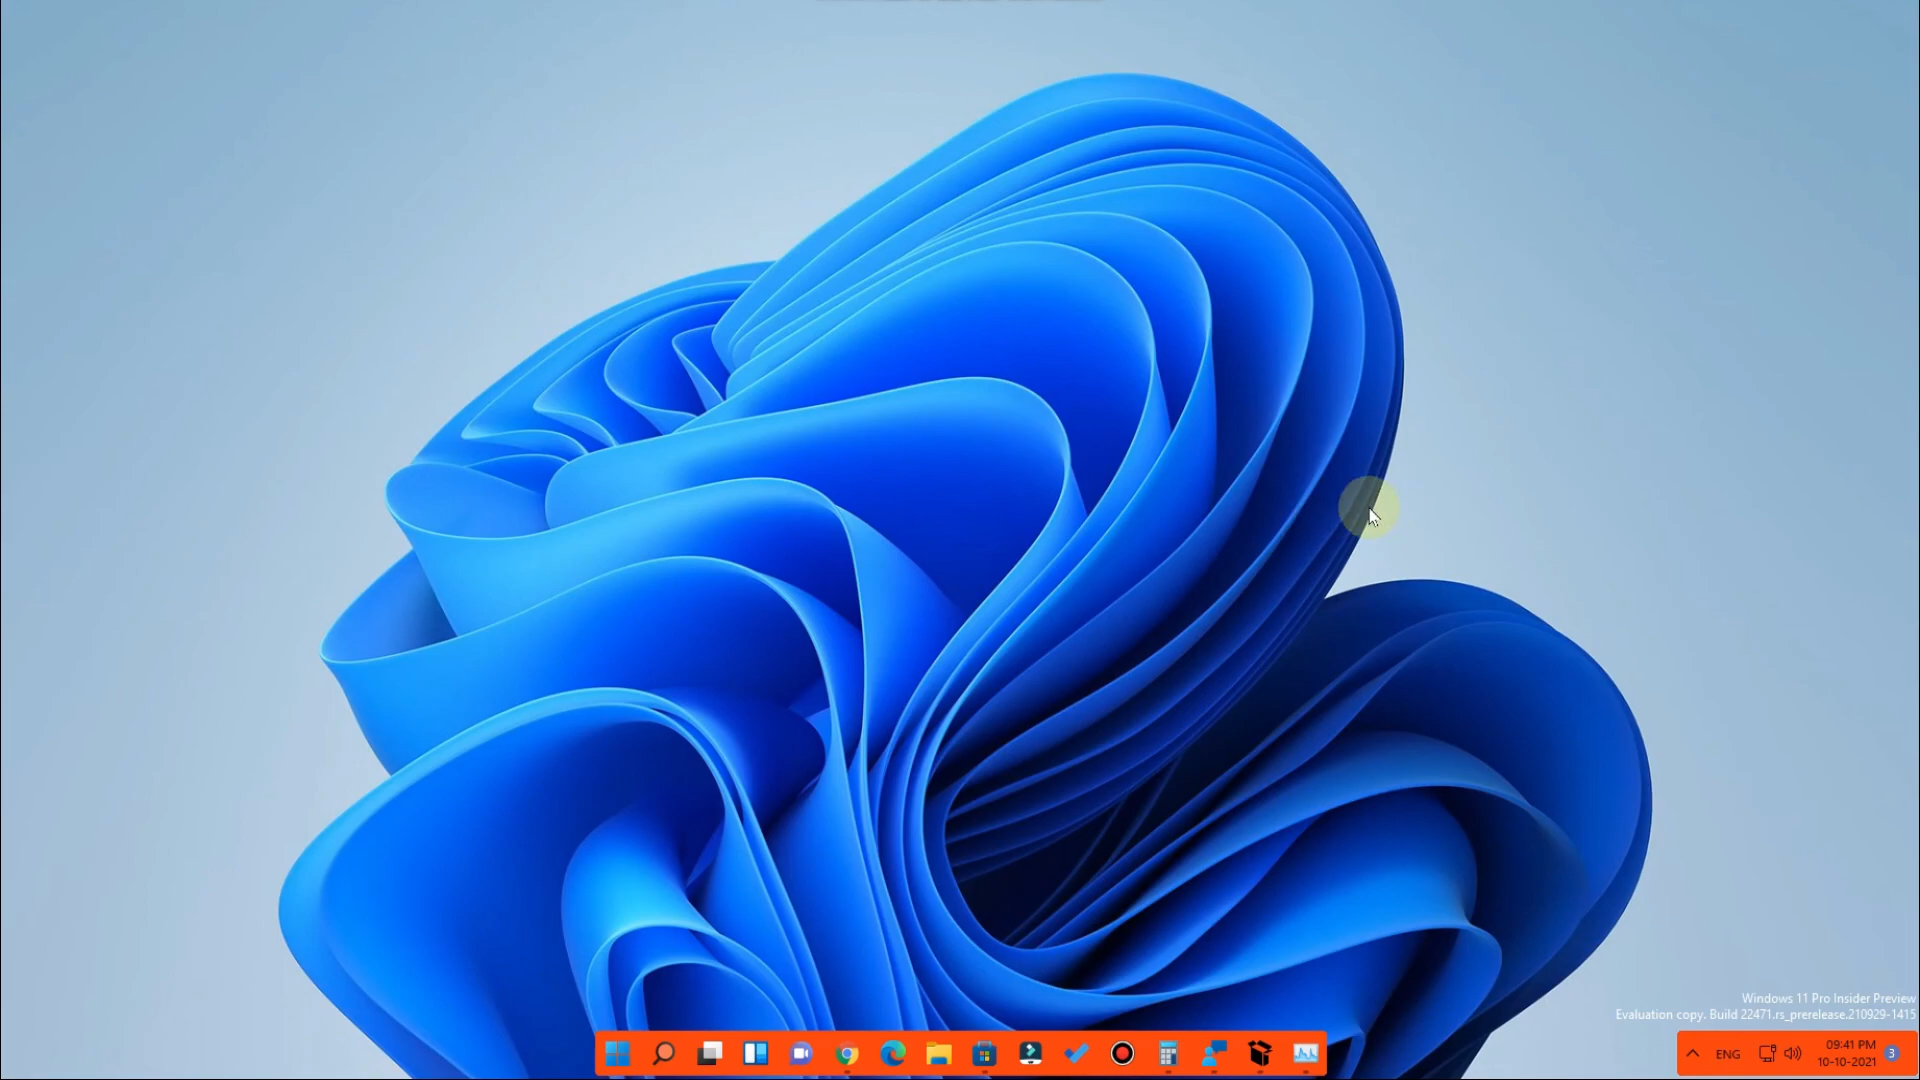 Windows 11 Pro Insider Preview
Evaluation copy. Build 22471.rs_prerelease.210929-1415
ENG
09:41 PM
10-10-2021
3